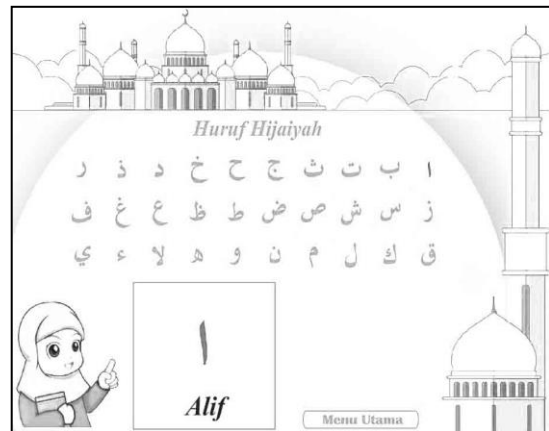 Huruf Hijaiyah
ا ب ت ث ج ح خ د ذ ر
ز س ش ص ض ط ظ ع غ ف
ق ك ل م ن و ه لا ء ي
ا
Alif
Menu Utama